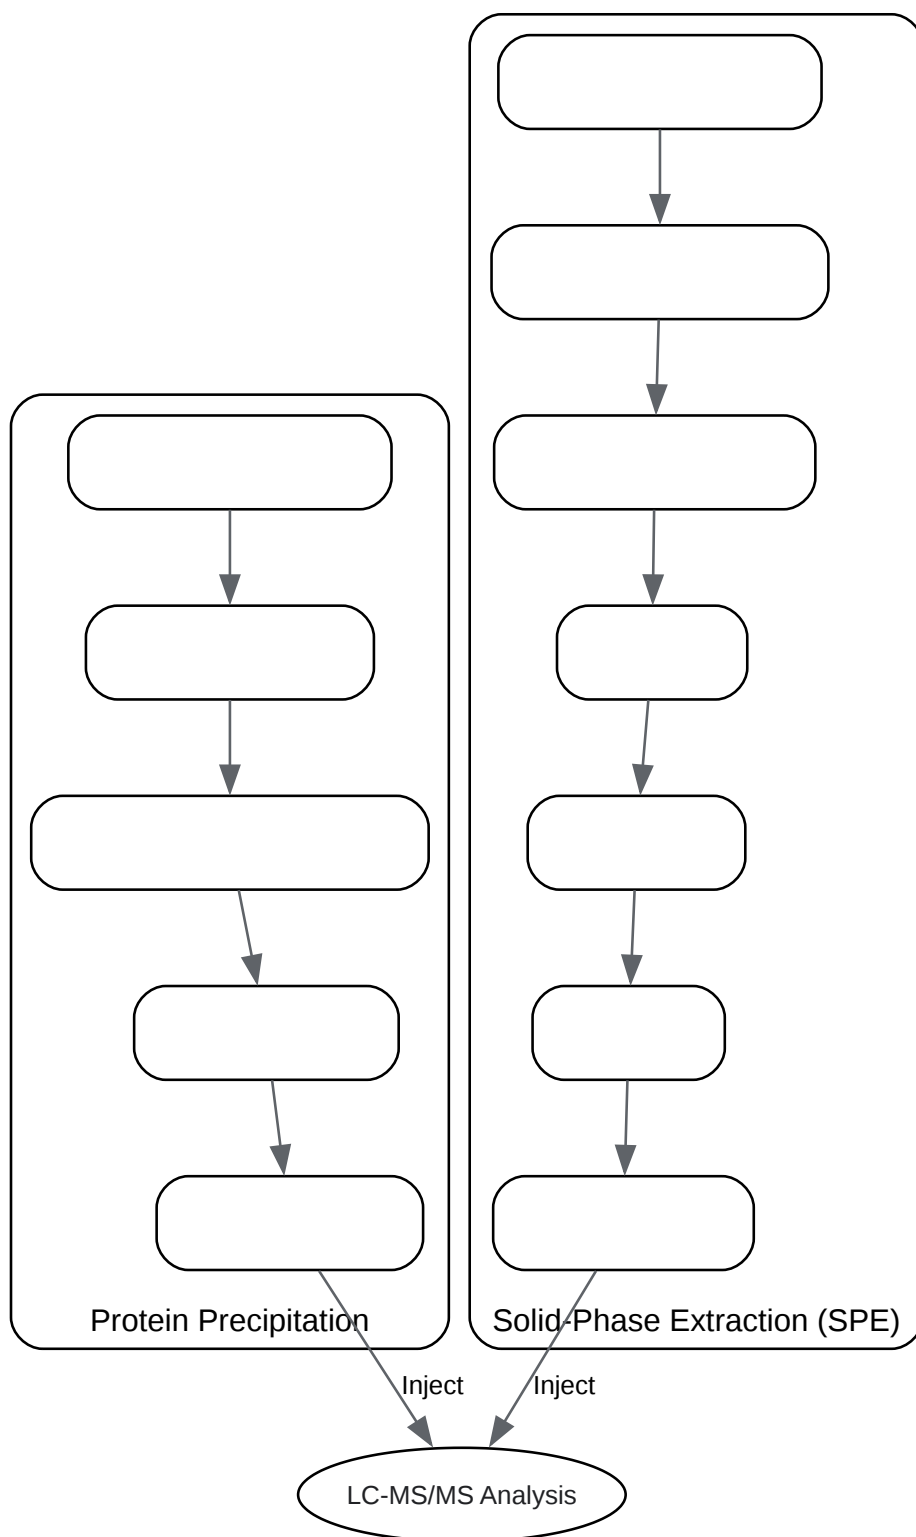 Protein Precipitation
Solid-Phase Extraction (SPE)
Inject
Inject
LC-MS/MS Analysis